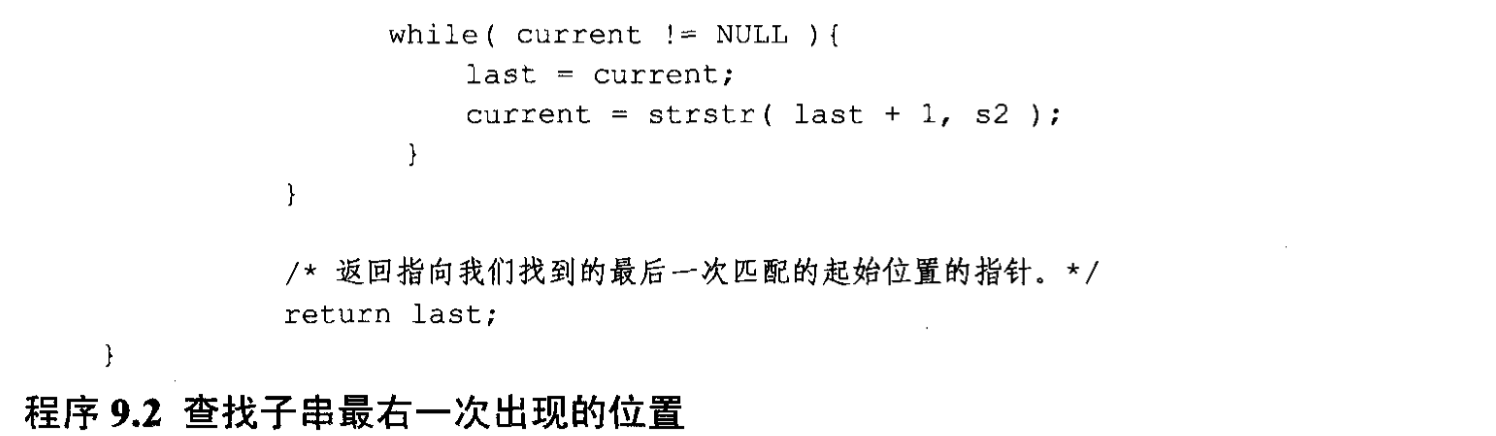 while( current != NULL ){
last = current;
current = strstr( last + 1, s2 );
}
}
/* 返回指向我们找到的最后一次匹配的起始位置的指针。*/
return last;
}
程序 9.2 查找子串最右一次出现的位置